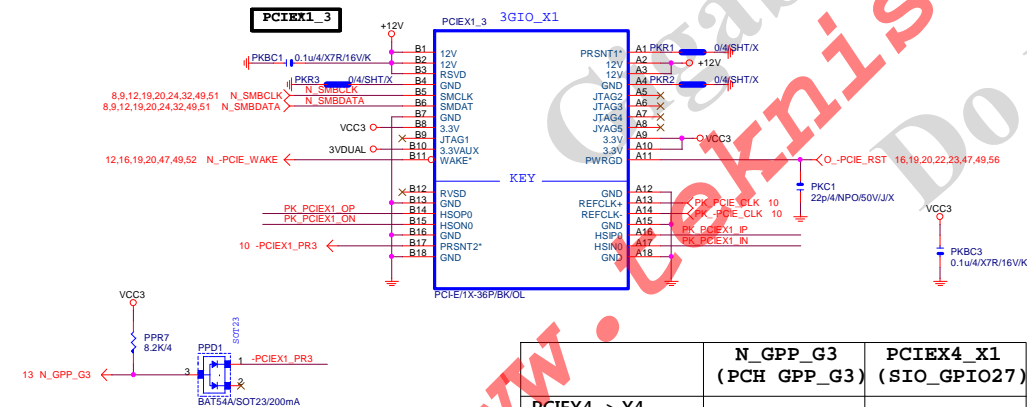 PCIEX1_3
PCIEX1_3
3GIO_X1
+12V
PKBC1 0.1u/4/X7R/16V/K
PKR3 0/4/SHT/X
8,9,12,19,20,24,32,49,51 N_SMBCLK N_SMBCLK
8,9,12,19,20,24,32,49,51 N_SMBDATA N_SMBDATA
VCC3
3VDUAL
12,16,19,20,47,49,52 N_-PCIE_WAKE
PK_PCIEX1_OP
PK_PCIEX1_ON
10 -PCIEX1_PR3
B1 12V
B2 12V
B3 RSVD
B4 GND
B5 SMCLK
B6 SMDAT
B7 GND
B8 3.3V
B9 JTAG1
B10 3.3VAUX
B11 WAKE*
KEY
B12 RVSD
B13 GND
B14 HSOP0
B15 HSON0
B16 GND
B17 PRSNT2*
B18 GND
PRSNT1* A1
12V A2
12V A3
GND A4
JTAG2 A5
JTAG3 A6
JTAG4 A7
JYAG5 A8
3.3V A9
3.3V A10
PWRGD A11
GND A12
REFCLK+ A13
REFCLK- A14
GND A15
HSIP0 A16
HSIN0 A17
GND A18
PKR1 0/4/SHT/X
+12V
PKR2 0/4/SHT/X
VCC3
O_-PCIE_RST 16,19,20,22,23,47,49,56
PKC1
22p/4/NPO/50V/J/X
PK_PCIE_CLK 10
PK_-PCIE_CLK 10
PK_PCIEX1_IP
PK_PCIEX1_IN
PCI-E/1X-36P/BK/OL
VCC3
PKBC3
0.1u/4/X7R/16V/K
VCC3
PPR7
8.2K/4
PPD1
SOT23
13 N_GPP_G3
3
1 -PCIEX1_PR3
2
BAT54A/SOT23/200mA
N_GPP_G3 PCIEX4_X1
(PCH GPP_G3) (SIO_GPIO27)
Do
www.teknis